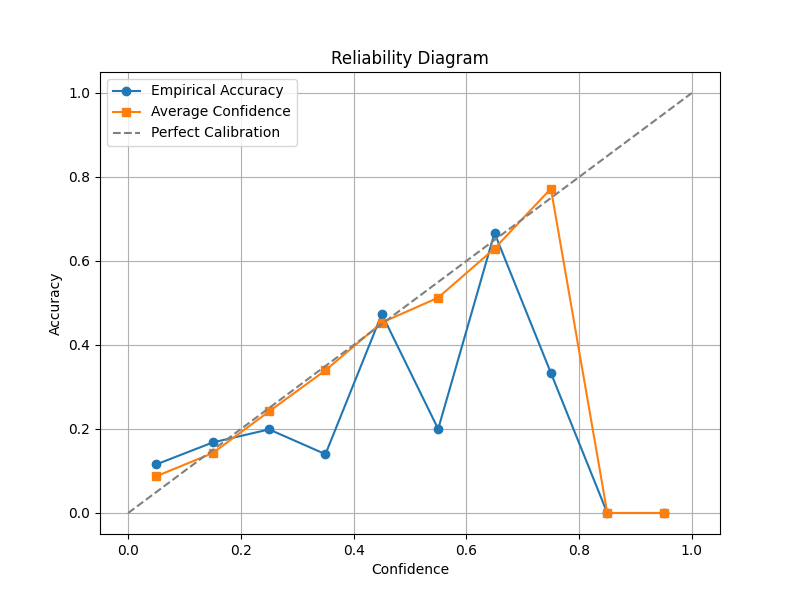 Reliability Diagram
Empirical Accuracy
Average Confidence
Perfect Calibration
1.0
0.8
0.6
0.4
0.2
0.0
Accuracy
0.0 0.2 0.4 0.6 0.8 1.0
Confidence